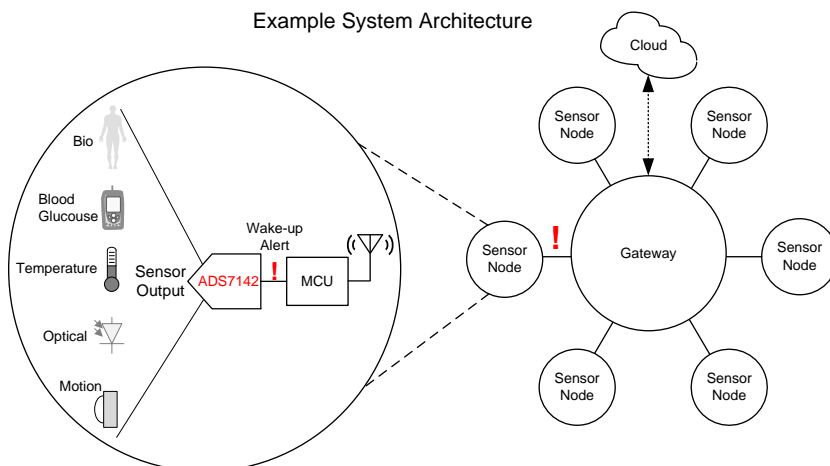 Example System Architecture
Bio
Blood
Glucouse
Temperature
Optical
Motion
Sensor
Output
ADS7142
Wake-up
Alert
!
MCU
Cloud
Sensor
Node
Sensor
Node
Sensor
Node
!
Gateway
Sensor
Node
Sensor
Node
Sensor
Node